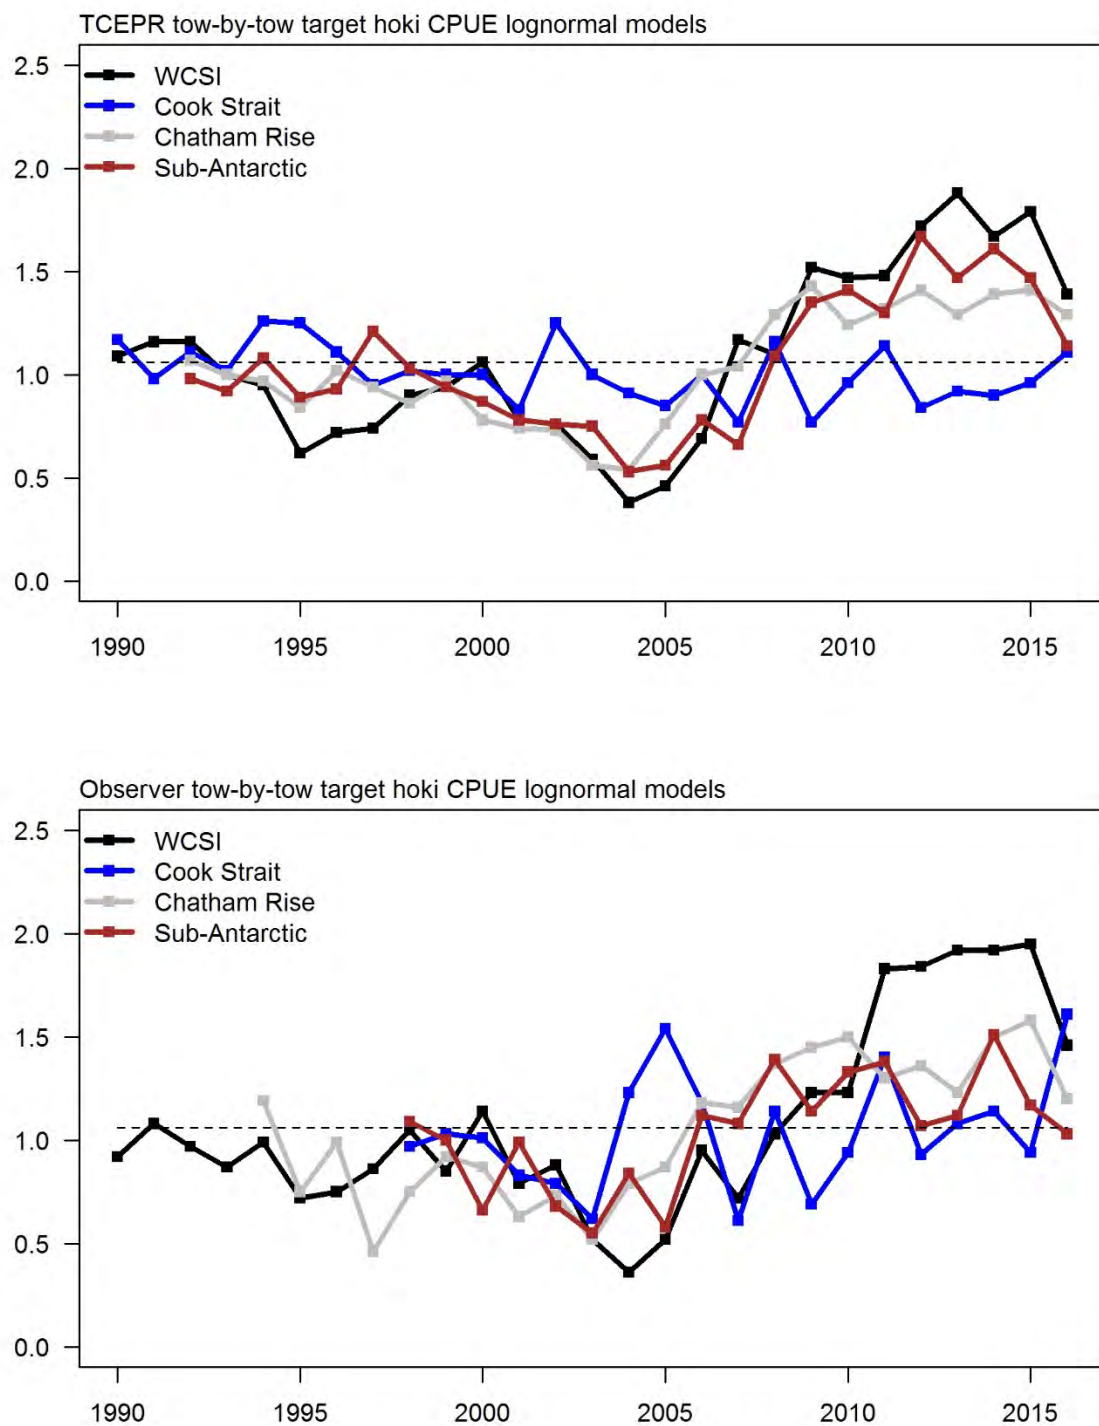 TCEPR tow-by-tow target hoki CPUE lognormal models
2.5
WCSI
Cook Strait
Chatham Rise
Sub-Antarctic
2.0
1.5
1.0
0.5
0.0
1990 1995 2000 2005 2010 2015
Observer tow-by-tow target hoki CPUE lognormal models
2.5
WCSI
Cook Strait
Chatham Rise
Sub-Antarctic
2.0
1.5
1.0
0.5
0.0
1990 1995 2000 2005 2010 2015